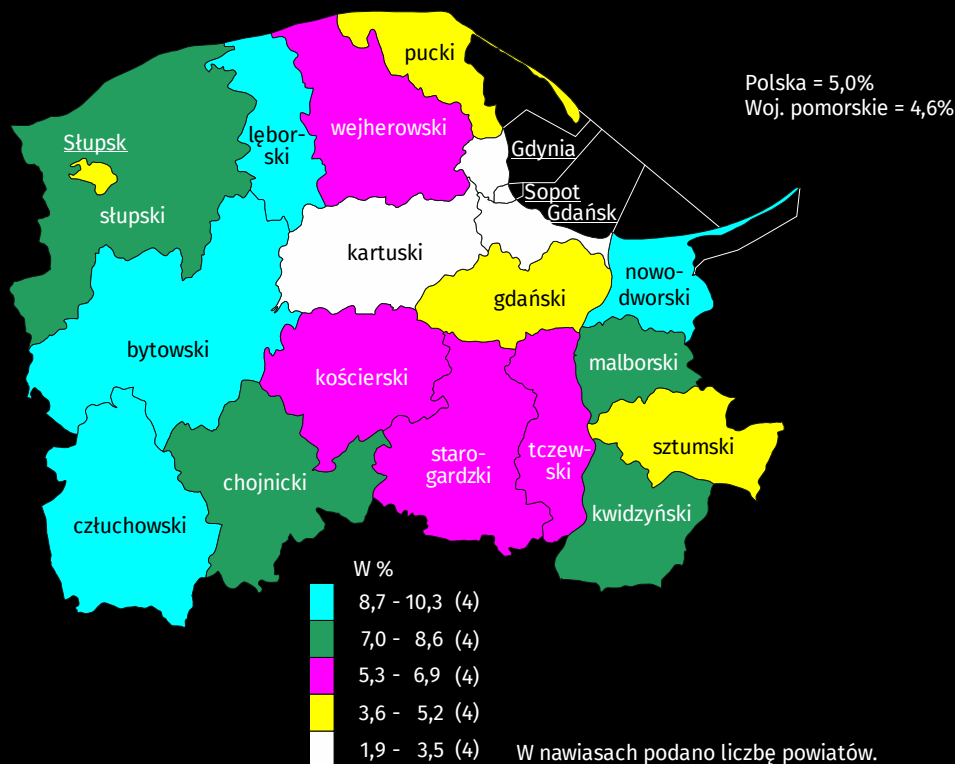 pucki
Polska = 5,0%
Woj. pomorskie = 4,6%
Słupsk
lębor-
ski
wejherowski
Gdynia
Sopot
Gdańsk
słupski
kartuski
nowo-
dworski
gdański
bytowski
malborski
kościerski
staro-
gardzki
tczew-
ski
sztumski
chojnicki
kwidzyński
człuchowski
W %
8,7 - 10,3 (4)
7,0 - 8,6 (4)
5,3 - 6,9 (4)
3,6 - 5,2 (4)
1,9 - 3,5 (4)
W nawiasach podano liczbę powiatów.